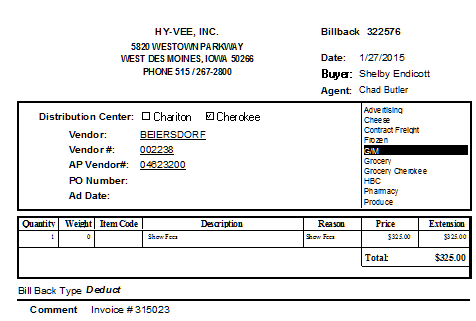 HY-VEE, INC.
5820 WESTOWN PARKWAY
WEST DES MOINES, IOWA 50266
PHONE 515 / 267-2800
Billback 322576
Date: 1/27/2015
Buyer: Shelby Endicott
Agent: Chad Butler
Distribution Center: Chariton Cherokee
Vendor: BEIERSDORF
Vendor #: 002238
AP Vendor#: 04623200
PO Number:
Ad Date:
Advertising
Cheese
Contract Freight
Frozen
G/M
Grocery
Grocery Cherokee
HBC
Pharmacy
Produce
Quantity Weight Item Code Description Reason Price Extension
1 0 Show Fees Show Fees $325.00 $325.00
Total: $325.00
Bill Back Type Deduct
Comment Invoice # 315023